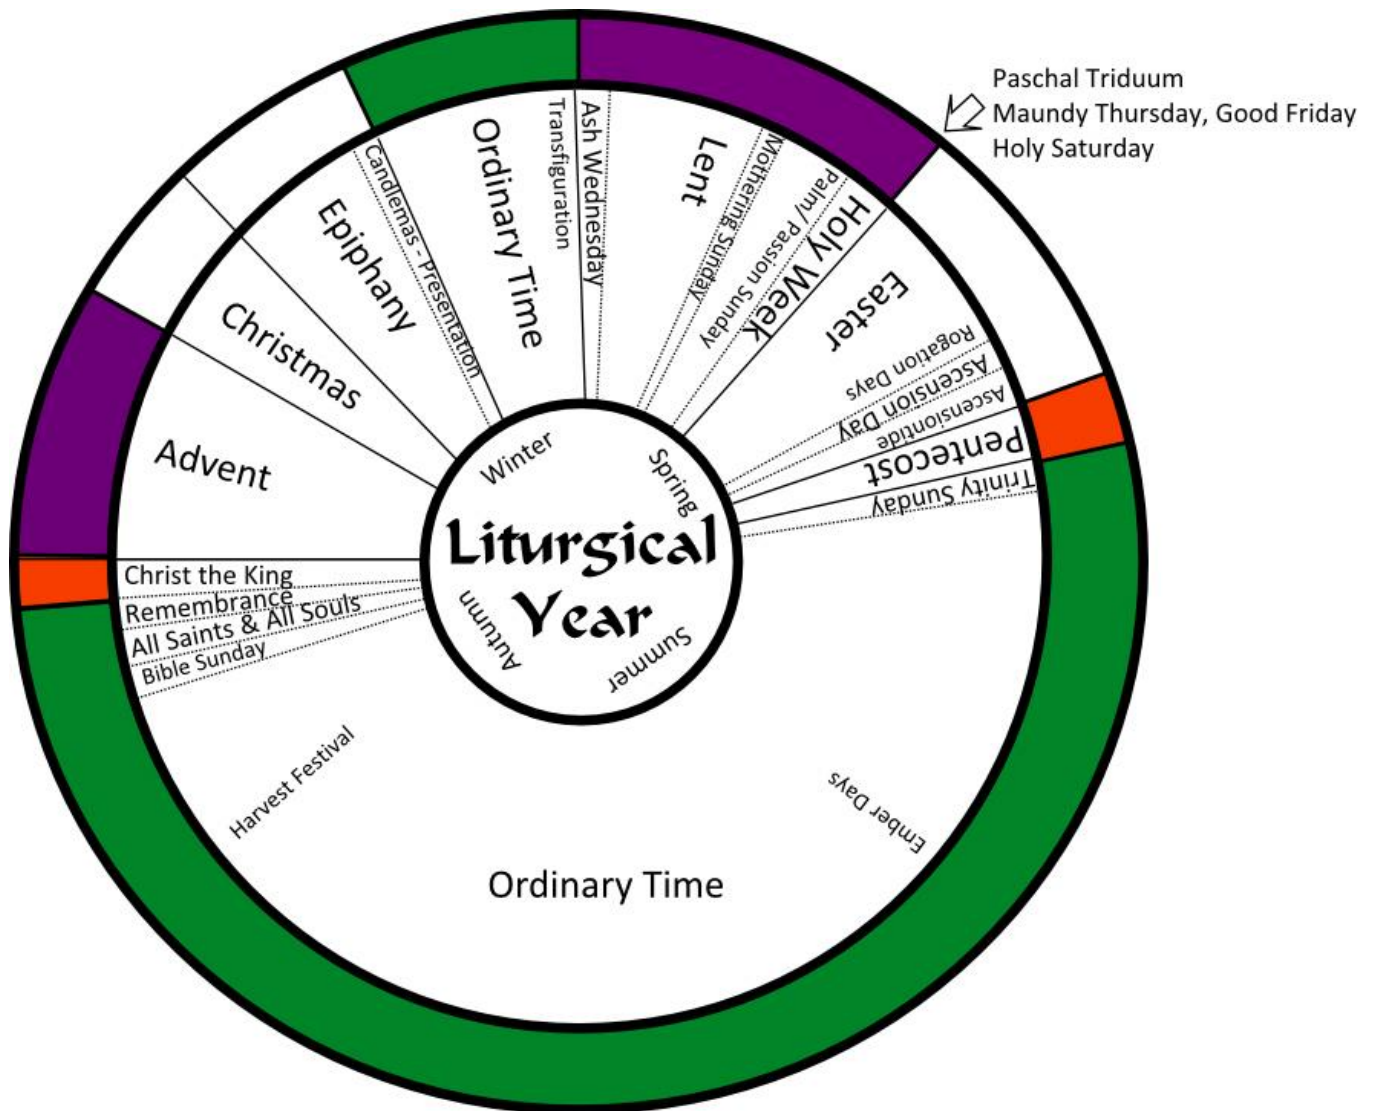 Paschal Triduum
Maundy Thursday, Good Friday
Holy Saturday
Advent
Christmas
Epiphany
Candlemas - Presentation
Ordinary Time
Transfiguration
Ash Wednesday
Lent
Mothering Sunday
Palm/ Passion Sunday
Holy Week
Easter
Rogation Days
Ascension Day
Ascensiontide
Pentecost
Trinity Sunday
Ember Days
Ordinary Time
Harvest Festival
Bible Sunday
All Saints & All Souls
Remembrance
Christ the King
Winter
Spring
Liturgical
Year
Autumn
Summer